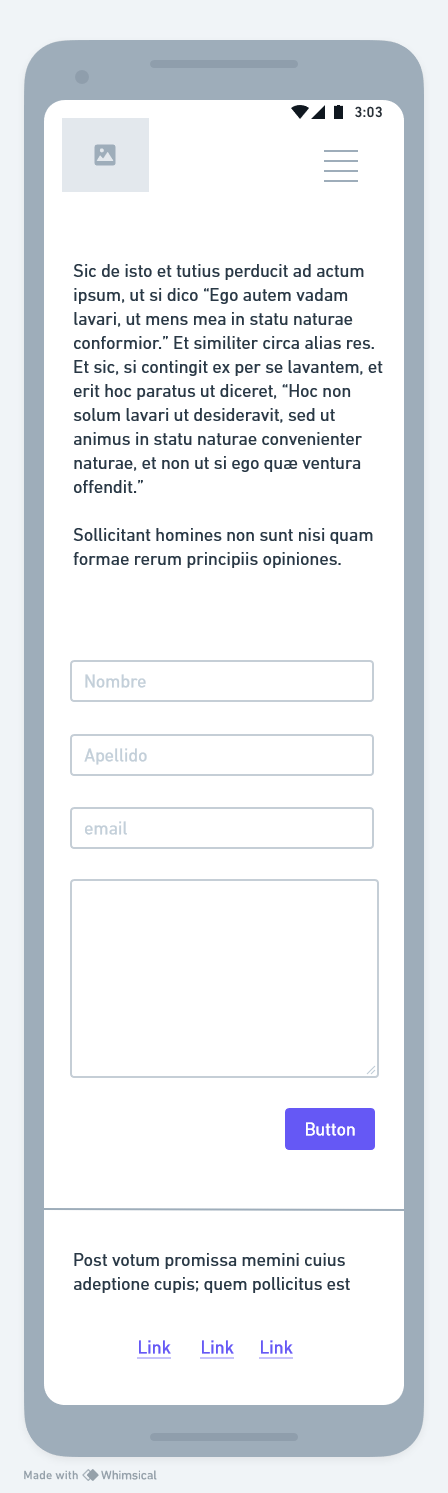 3:03
Sic de isto et tutius perducit ad actum
ipsum, ut si dico “Ego autem vadam
lavari, ut mens mea in statu naturae
conformior.” Et similiter circa alias res.
Et sic, si contingit ex per se lavantem, et
erit hoc paratus ut diceret, “Hoc non
solum lavari ut desideravit, sed ut
animus in statu naturae convenienter
naturae, et non ut si ego quæ ventura
offendit.”
Sollicitant homines non sunt nisi quam
formae rerum principiis opiniones.
Nombre
Apellido
email
Button
Post votum promissa memini cuius
adeptione cupis; quem pollicitus est
Link Link Link
Made with Whimsical